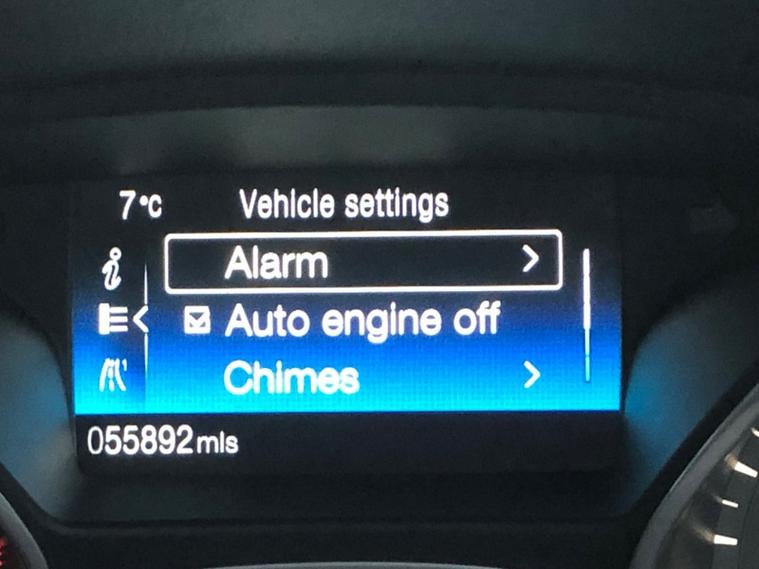 7°C Vehicle settings
Alarm
Auto engine off
Chimes
055892mls